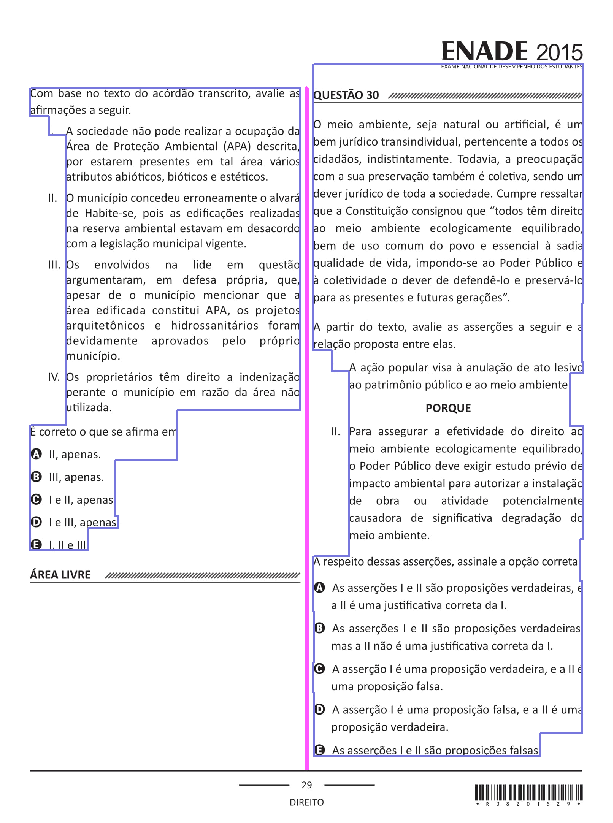 ENADE 2015
EXAME NACIONAL DE DESEMPENHO DOS ESTUDANTES
Com base no texto do acórdão transcrito, avalie as
afirmações a seguir.
A sociedade não pode realizar a ocupação da
Área de Proteção Ambiental (APA) descrita,
por estarem presentes em tal área vários
atributos abióticos, bióticos e estéticos.
II. O município concedeu erroneamente o alvará
de Habite-se, pois as edificações realizadas
na reserva ambiental estavam em desacordo
com a legislação municipal vigente.
III. Os envolvidos na lide em questão
argumentaram, em defesa própria, que,
apesar de o município mencionar que a
área edificada constitui APA, os projetos
arquitetônicos e hidrossanitários foram
devidamente aprovados pelo próprio
município.
IV. Os proprietários têm direito a indenização
perante o município em razão da área não
utilizada.
É correto o que se afirma em
A II, apenas.
B III, apenas.
C I e II, apenas
D I e III, apenas.
E I, II e III.
ÁREA LIVRE
QUESTÃO 30
O meio ambiente, seja natural ou artificial, é um
bem jurídico transindividual, pertencente a todos os
cidadãos, indistintamente. Todavia, a preocupação
com a sua preservação também é coletiva, sendo um
dever jurídico de toda a sociedade. Cumpre ressaltar
que a Constituição consignou que “todos têm direito
ao meio ambiente ecologicamente equilibrado,
bem de uso comum do povo e essencial à sadia
qualidade de vida, impondo-se ao Poder Público e
à coletividade o dever de defendê-lo e preservá-lo
para as presentes e futuras gerações”.
A partir do texto, avalie as asserções a seguir e a
relação proposta entre elas.
A ação popular visa à anulação de ato lesivo
ao patrimônio público e ao meio ambiente
PORQUE
II. Para assegurar a efetividade do direito ao
meio ambiente ecologicamente equilibrado,
o Poder Público deve exigir estudo prévio de
impacto ambiental para autorizar a instalação
de obra ou atividade potencialmente
causadora de significativa degradação do
meio ambiente.
A respeito dessas asserções, assinale a opção correta
A As asserções I e II são proposições verdadeiras, e
a II é uma justificativa correta da I.
B As asserções I e II são proposições verdadeiras
mas a II não é uma justificativa correta da I.
C A asserção I é uma proposição verdadeira, e a II é
uma proposição falsa.
D A asserção I é uma proposição falsa, e a II é uma
proposição verdadeira.
E As asserções I e II são proposições falsas
29
DIREITO
*R3820152 9*